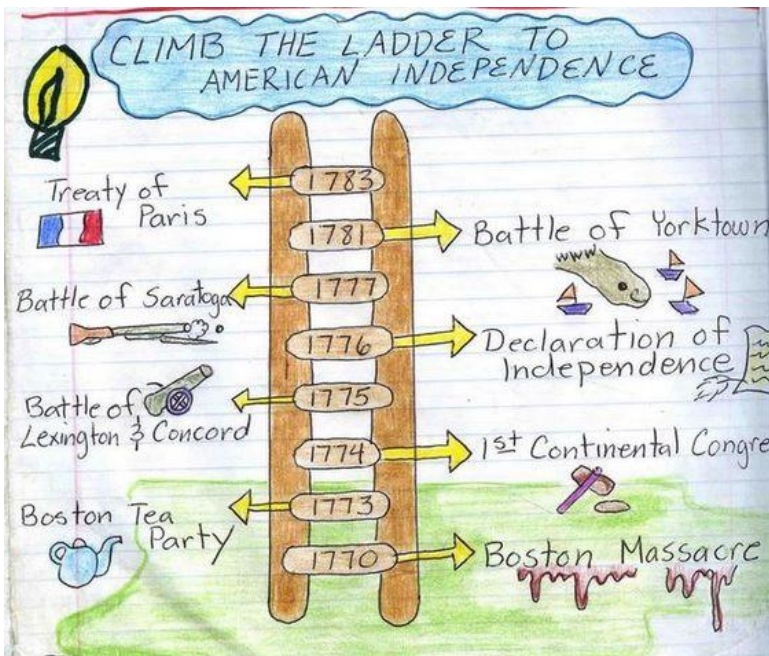 CLIMB THE LADDER TO
AMERICAN INDEPENDENCE
1783
Treaty of
Paris
1781
Battle of Yorktown
1777
Battle of Saratoga
1776
Declaration of
Independence
1775
Battle of
Lexington & Concord
1774
1st Continental Congre
1773
Boston Tea
Party
1770
Boston Massacre